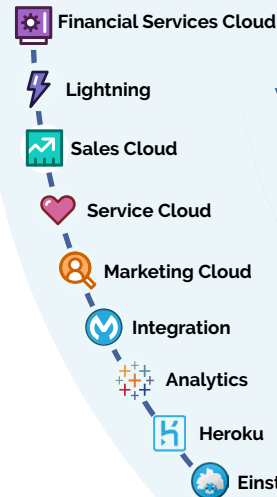 Financial Services Cloud
Lightning
Sales Cloud
Service Cloud
Marketing Cloud
Integration
Analytics
Heroku